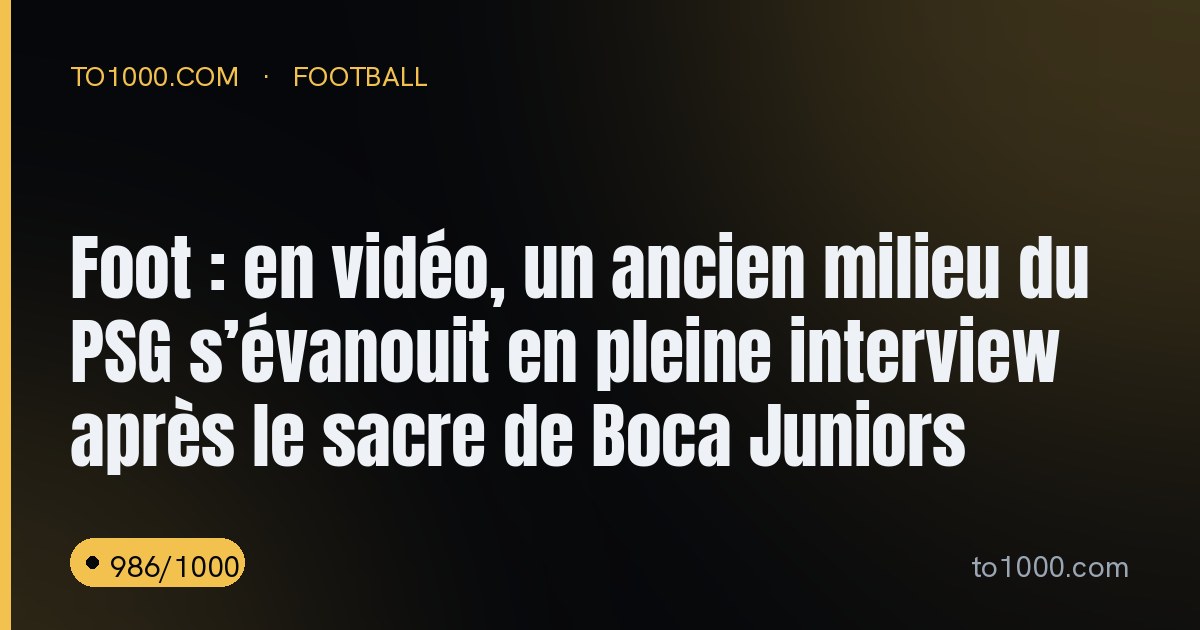 TO1000.COM · FOOTBALL
Foot : en vidéo, un ancien milieu du
PSG s’évanouit en pleine interview
après le sacre de Boca Juniors
986/1000
to1000.com